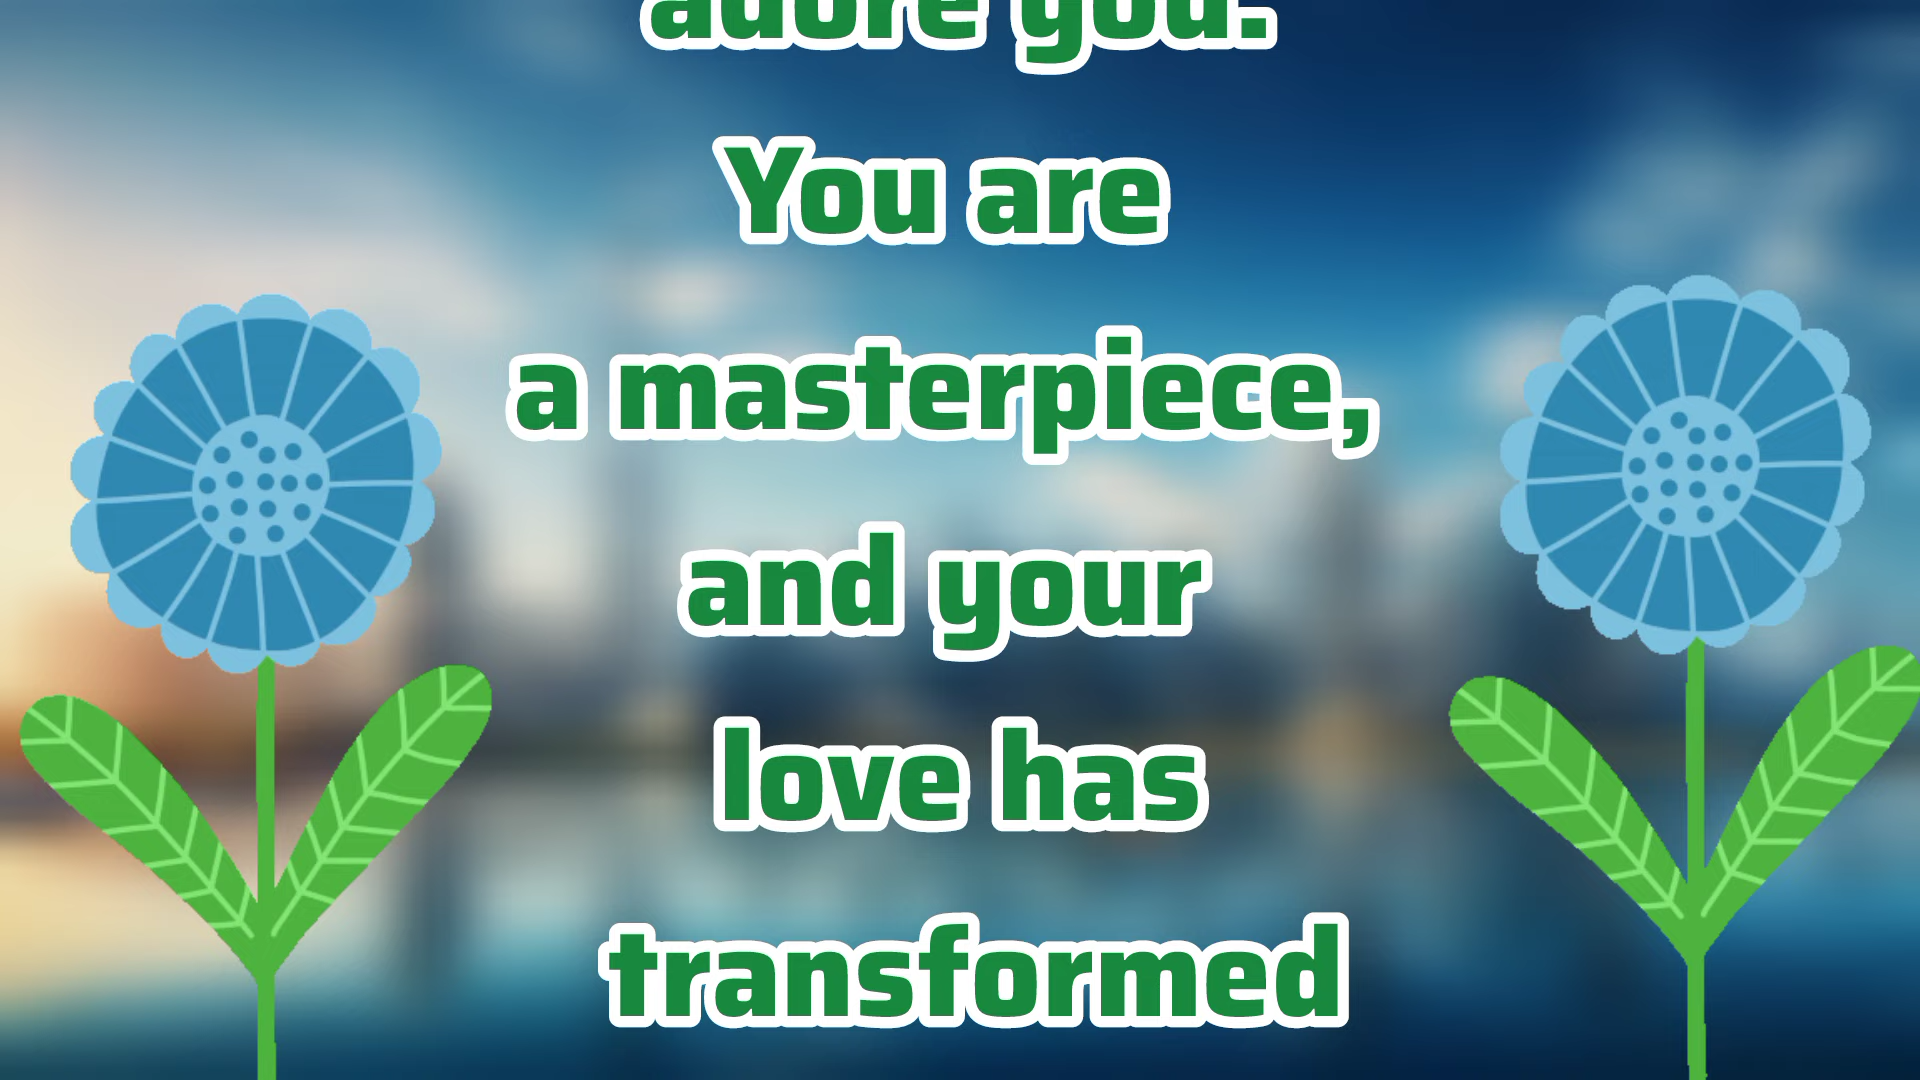 adore you.
You are
a masterpiece,
and your
love has
transformed